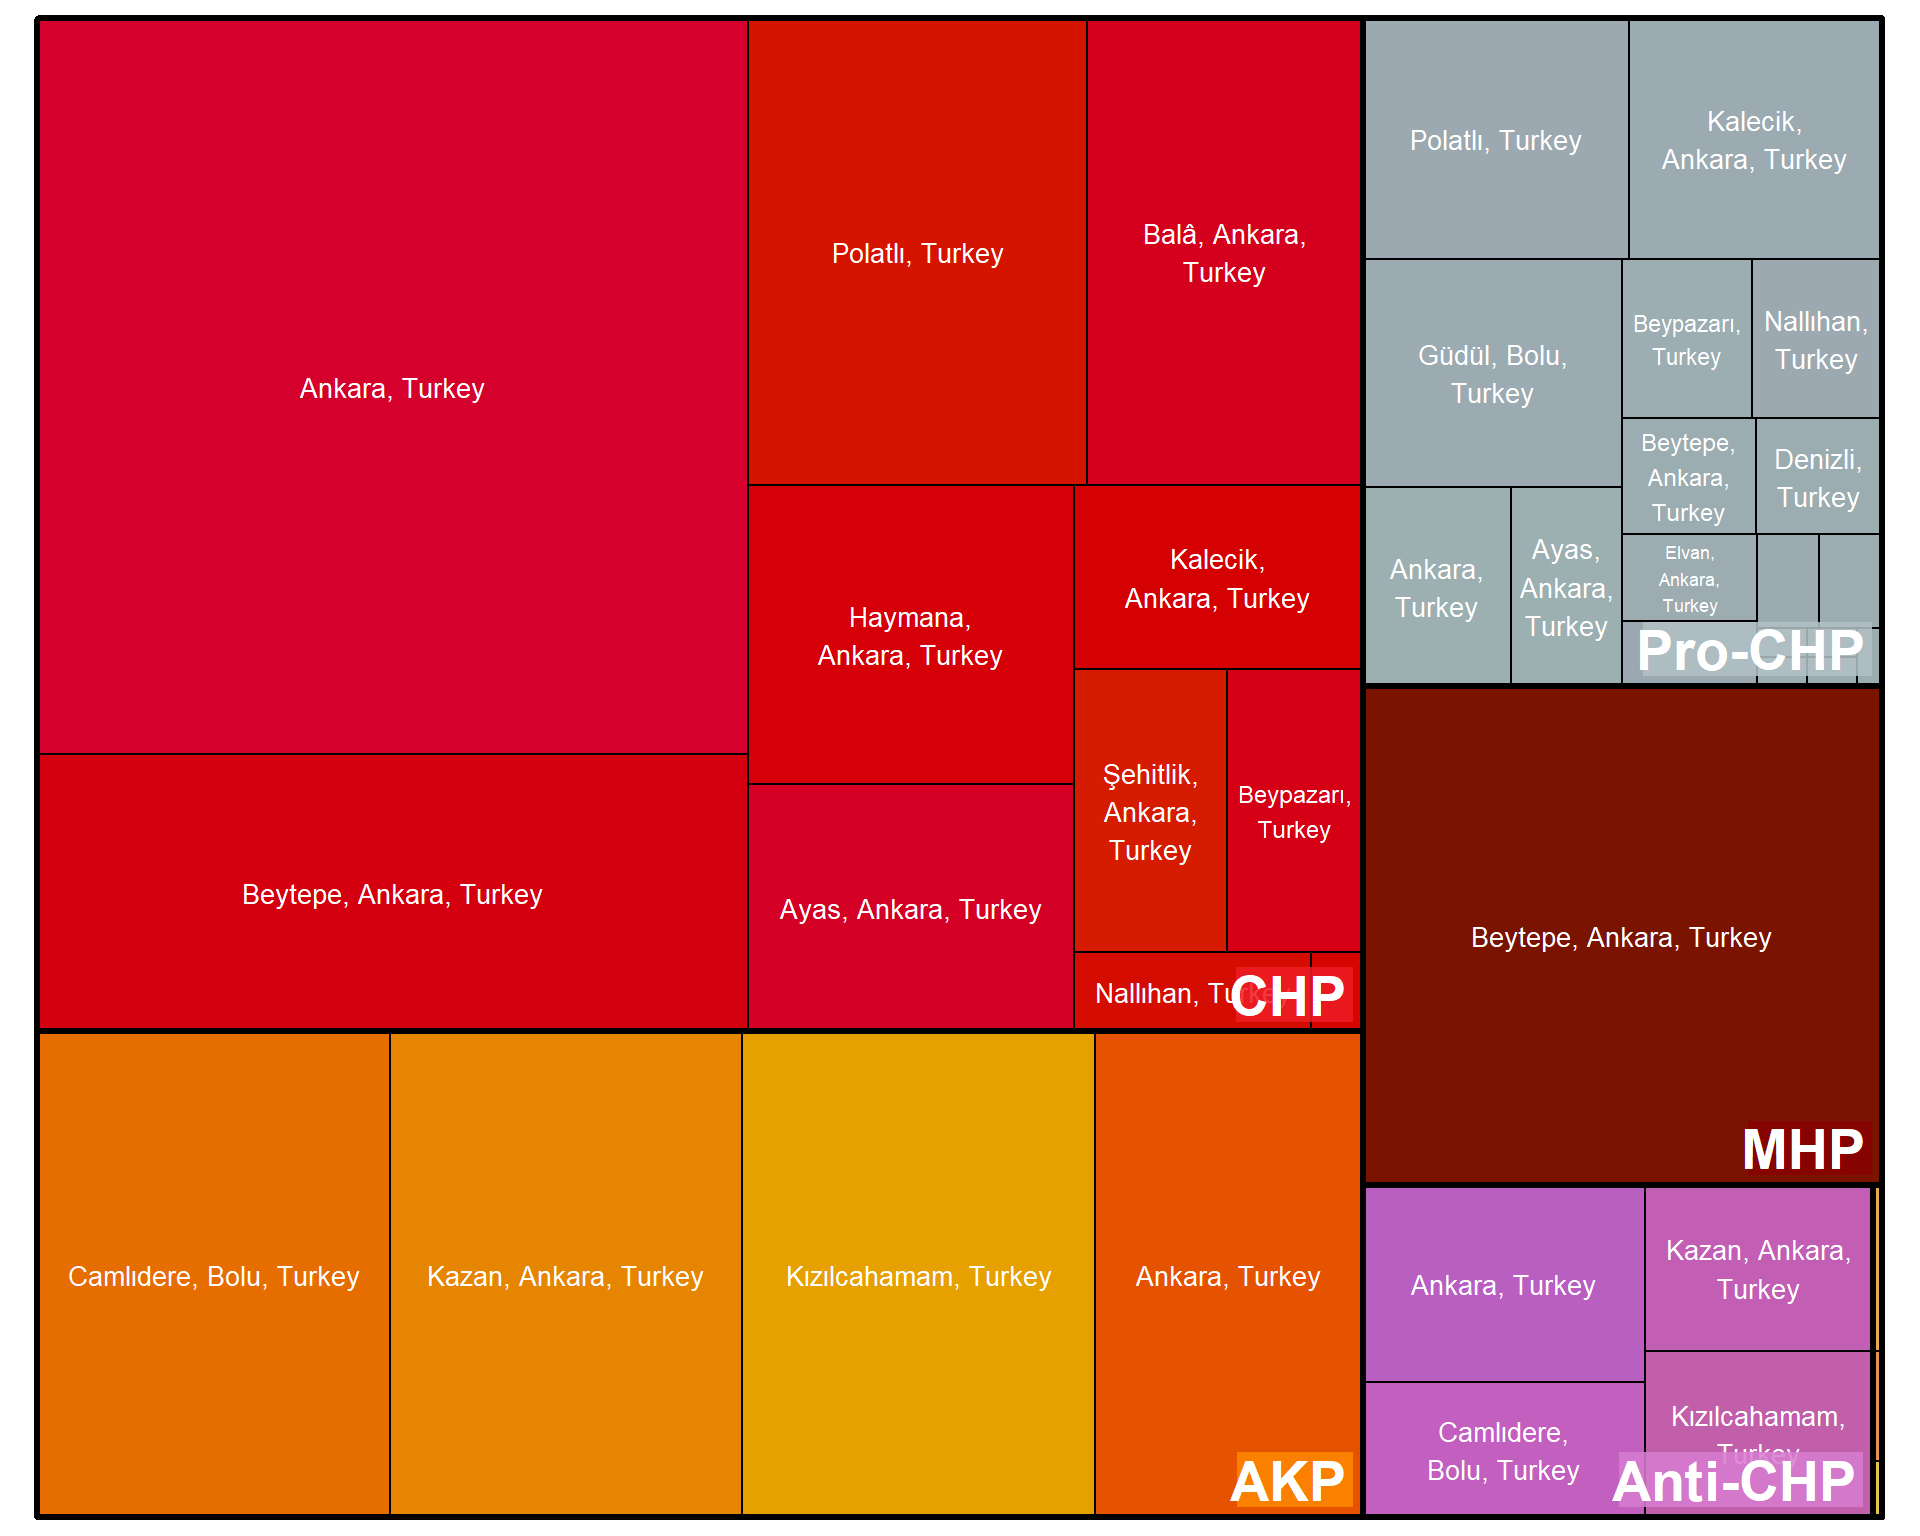 Ankara, Turkey
Beytepe, Ankara, Turkey
Polatlı, Turkey
Balâ, Ankara,
Turkey
Haymana,
Ankara, Turkey
Ayas, Ankara, Turkey
Kalecik,
Ankara, Turkey
Şehitlik,
Ankara,
Turkey
Beypazarı,
Turkey
Nallıhan, Turkey
CHP
Camlıdere, Bolu, Turkey
Kazan, Ankara, Turkey
Kızılcahamam, Turkey
Ankara, Turkey
AKP
Polatlı, Turkey
Kalecik,
Ankara, Turkey
Güdül, Bolu,
Turkey
Beypazarı,
Turkey
Nallıhan,
Turkey
Beytepe,
Ankara,
Turkey
Denizli,
Turkey
Ankara,
Turkey
Ayas,
Ankara,
Turkey
Elvan,
Ankara,
Turkey
Pro-CHP
Beytepe, Ankara, Turkey
MHP
Ankara, Turkey
Kazan, Ankara,
Turkey
Camlıdere,
Bolu, Turkey
Kızılcahamam,
Turkey
Anti-CHP